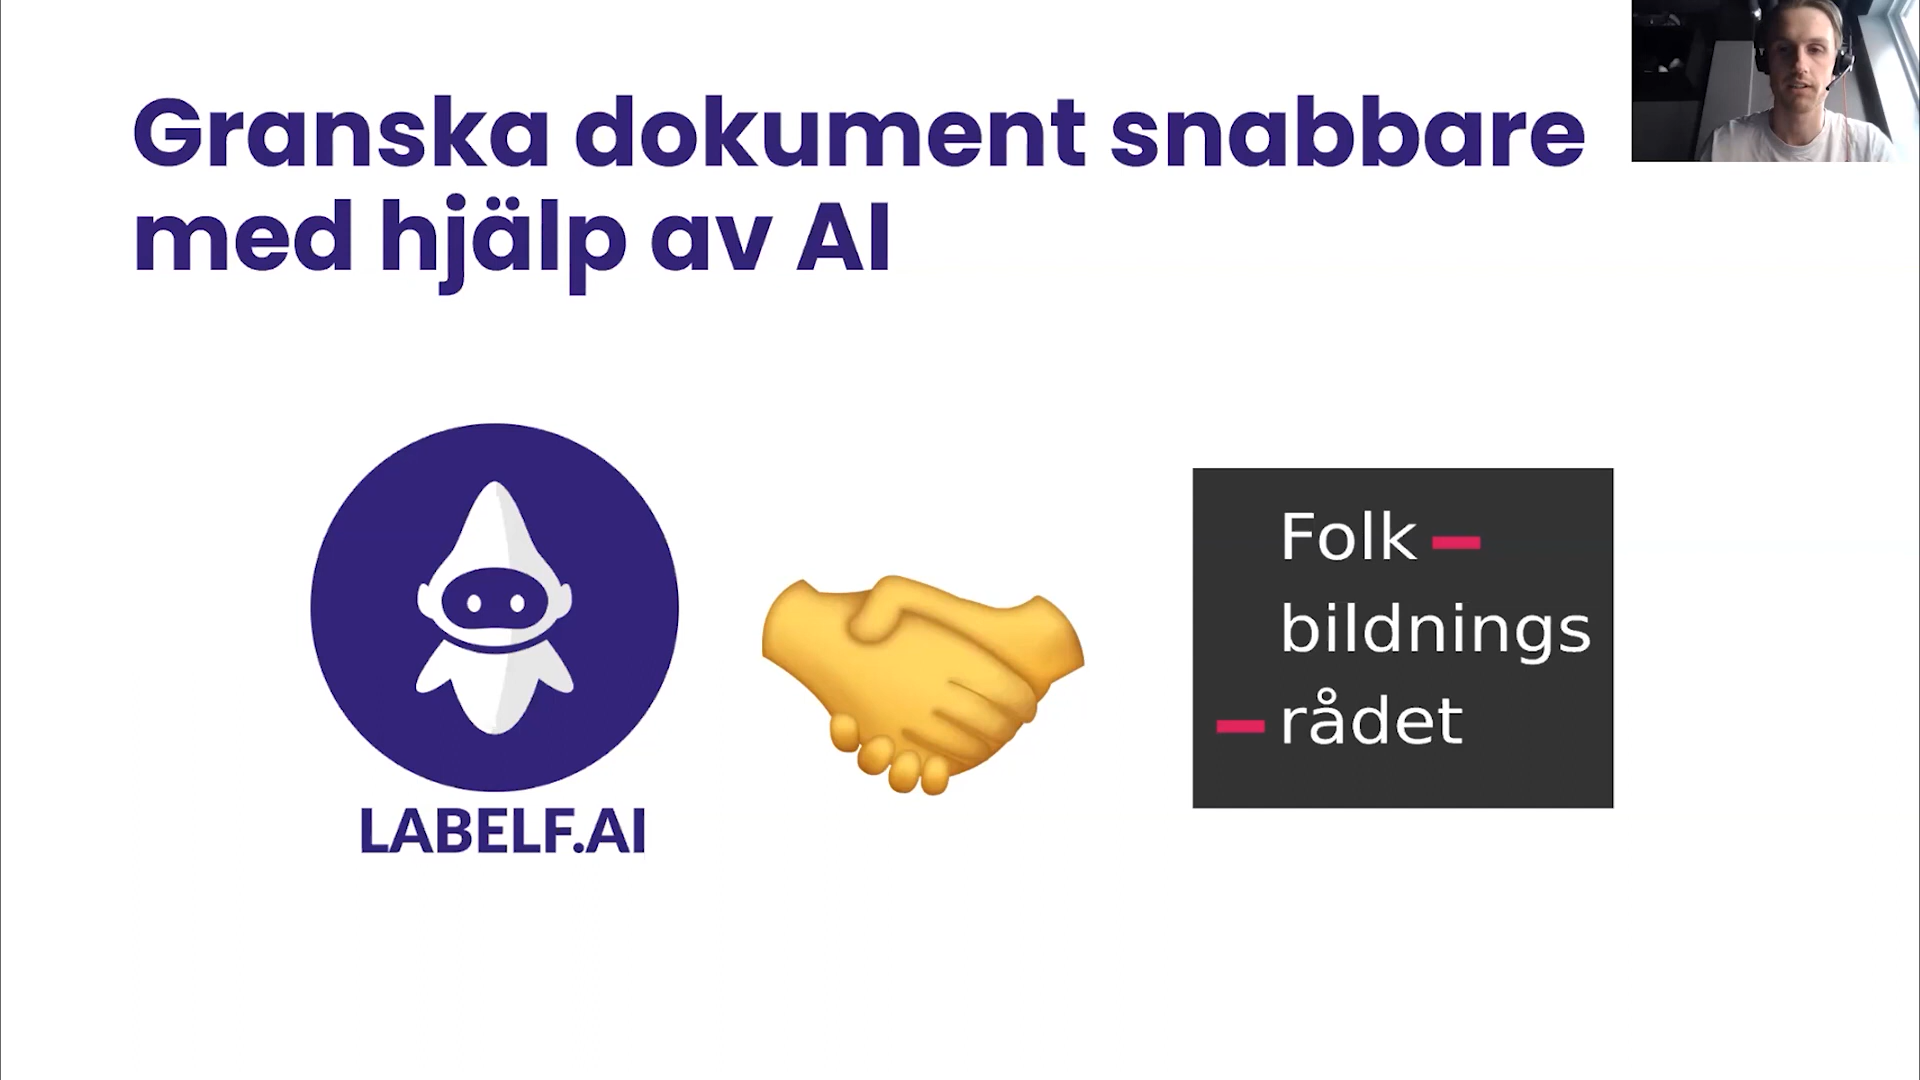 Granska dokument snabbare
med hjälp av AI
LABELF.AI
Folk
bildnings
rådet